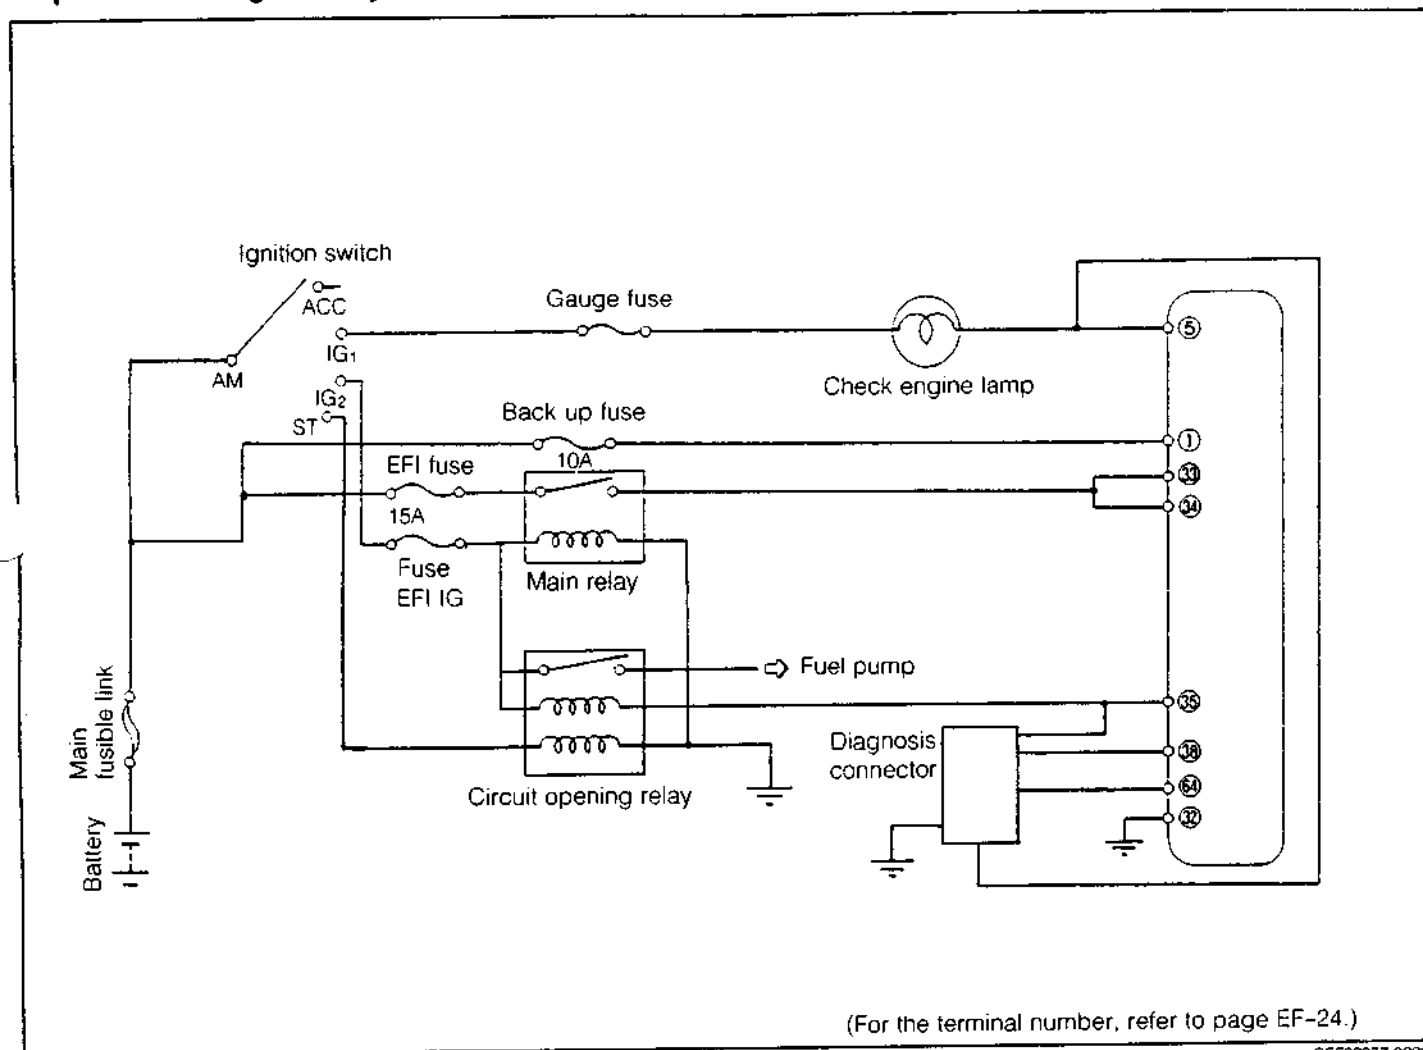 Ignition switch
ACC
IG1
AM
IG2
ST
Gauge fuse
Check engine lamp
5
Back up fuse
10A
1
EFI fuse
15A
33
34
Fuse
EFI IG
Main relay
Fuel pump
35
Main
fusible link
Diagnosis
connector
38
64
32
Circuit opening relay
Battery
(For the terminal number, refer to page EF-24.)